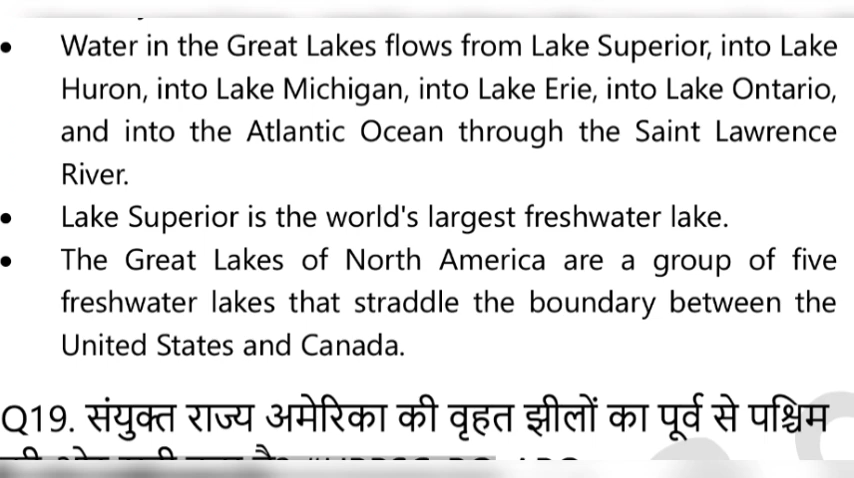 • Water in the Great Lakes flows from Lake Superior, into Lake
Huron, into Lake Michigan, into Lake Erie, into Lake Ontario,
and into the Atlantic Ocean through the Saint Lawrence
River.
• Lake Superior is the world's largest freshwater lake.
• The Great Lakes of North America are a group of five
freshwater lakes that straddle the boundary between the
United States and Canada.
Q19. संयुक्त राज्य अमेरिका की वृहत झीलों का पूर्व से पश्चिम